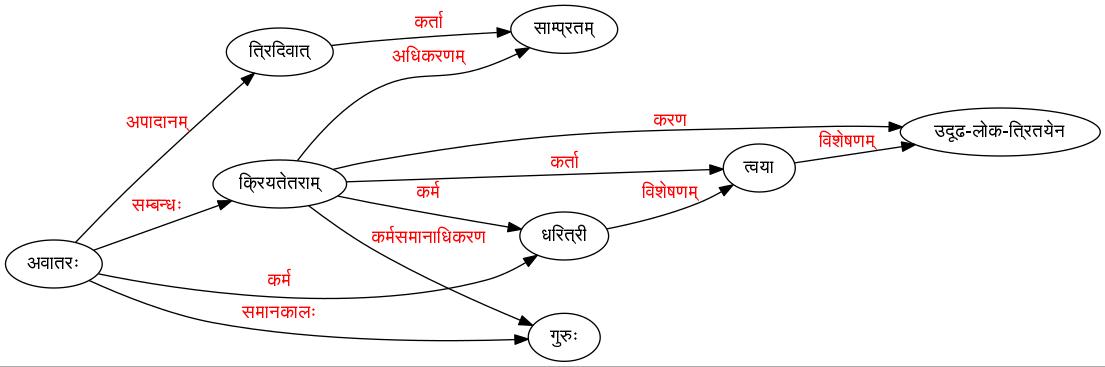 कर्ता
साम्प्रतम्
त्रिदिवात्
अधिकरणम्
अपादानम्
करण
उदूढ-लोक-त्रितयेन
विशेषणम्
कर्ता
त्वया
क्रियतेतराम्
कर्म
विशेषणम्
सम्बन्धः
कर्मसमानाधिकरण
धरित्री
अवातरः
कर्म
समानकालः
गुरुः